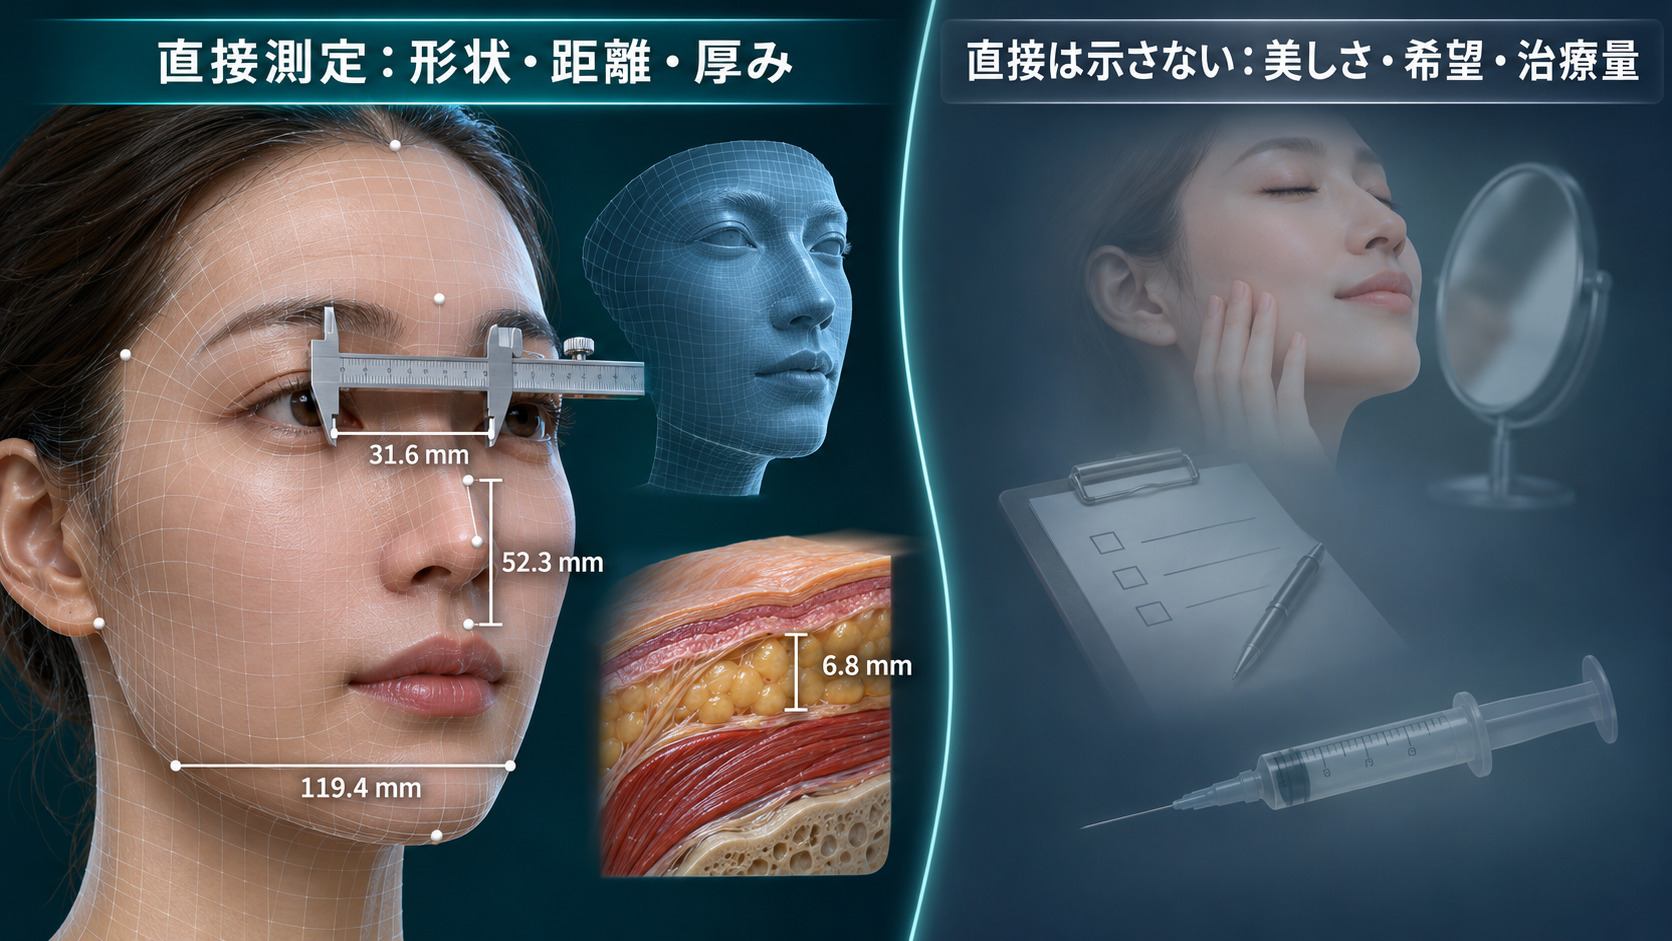 直接測定：形状・距離・厚み
直接は示さない：美しさ・希望・治療量
31.6 mm
52.3 mm
6.8 mm
119.4 mm